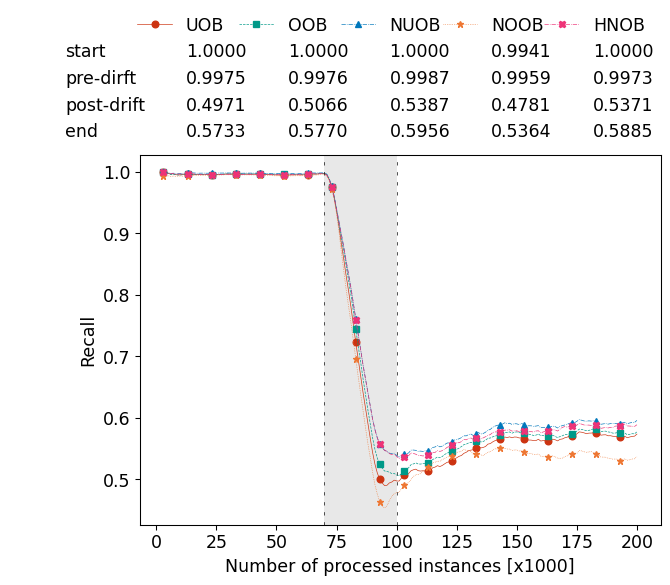 UOB OOB NUOB NOOB HNOB
start 1.0000 1.0000 1.0000 0.9941 1.0000
pre-dirft 0.9975 0.9976 0.9987 0.9959 0.9973
post-drift 0.4971 0.5066 0.5387 0.4781 0.5371
end 0.5733 0.5770 0.5956 0.5364 0.5885
1.0
0.9
0.8
0.7
0.6
0.5
Recall
0 25 50 75 100 125 150 175 200
Number of processed instances [x1000]